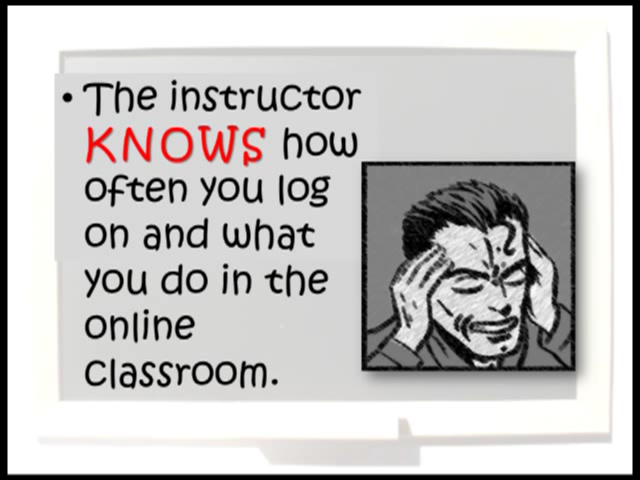 • The instructor
KNOWS how
often you log
on and what
you do in the
online
classroom.